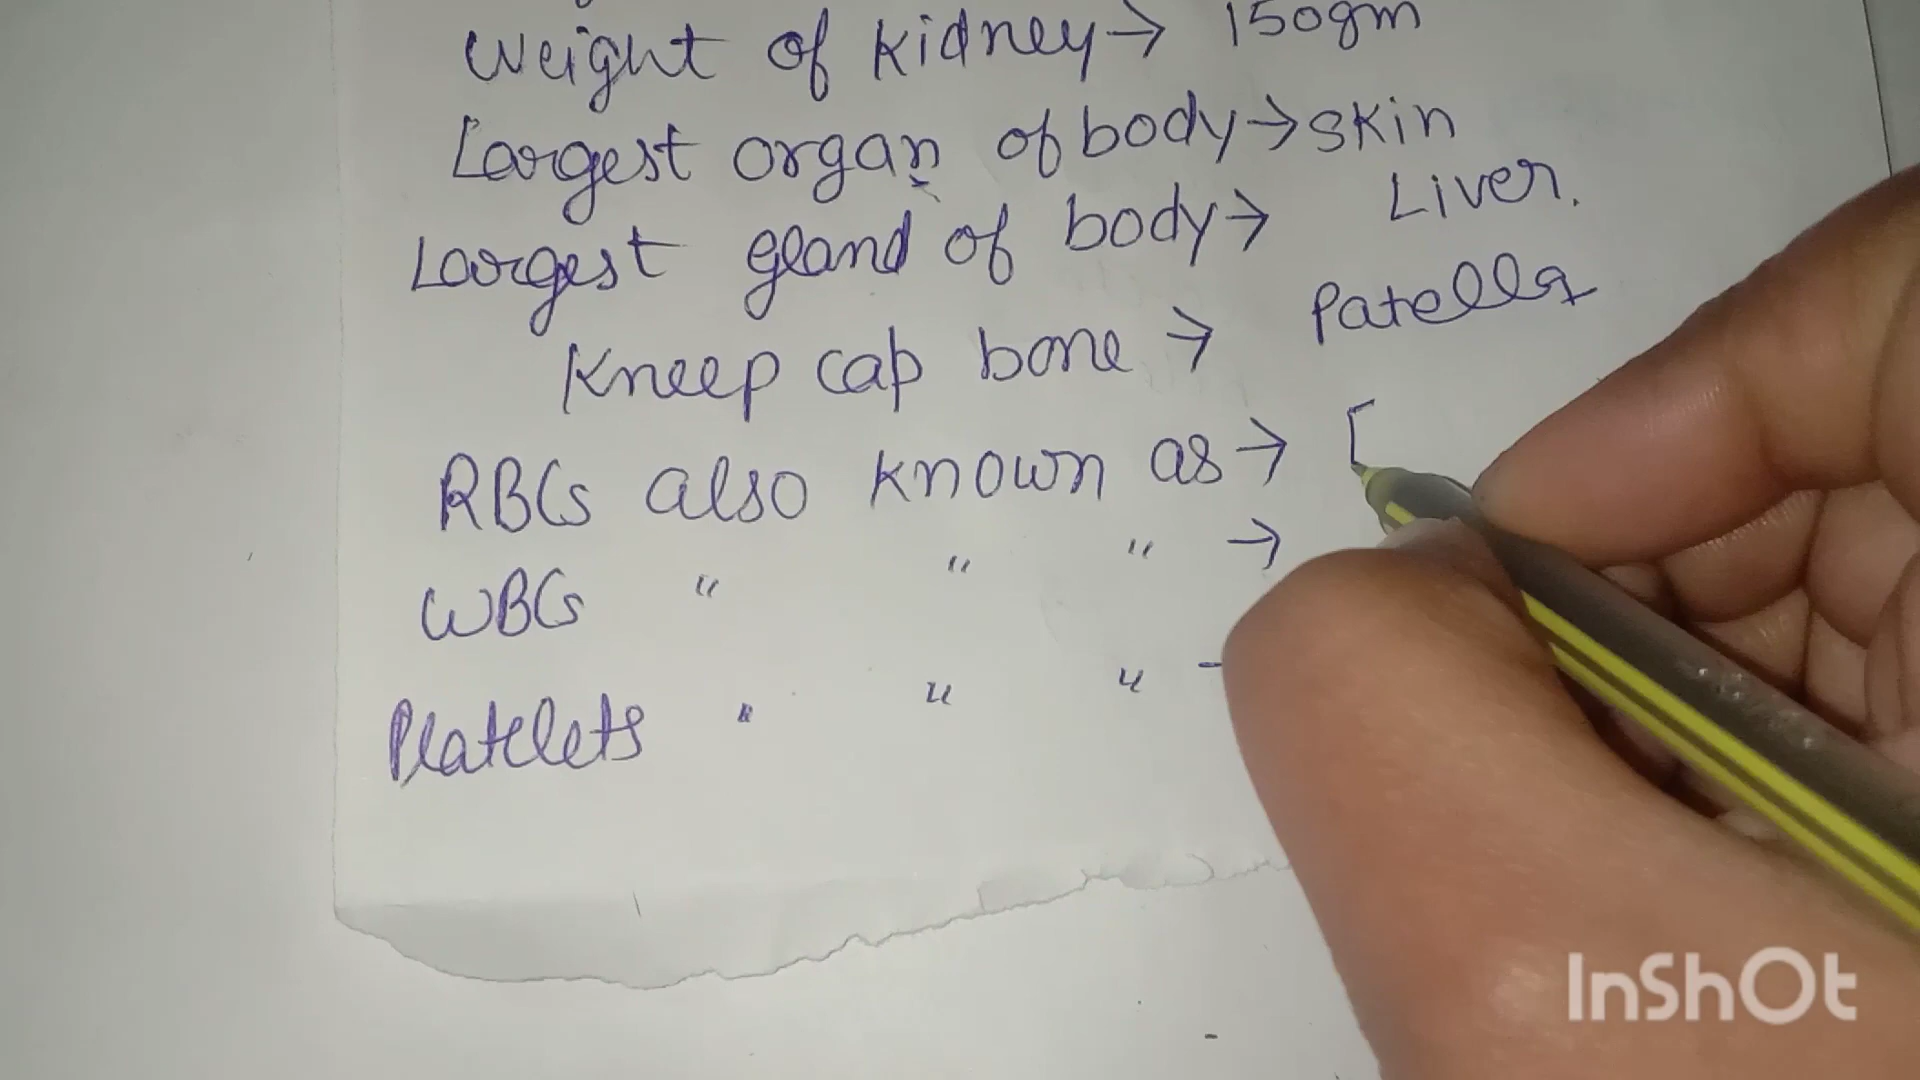 Weight of kidney → 150gm
Largest organ of body → skin
Largest gland of body → Liver.
Kneep cap bone → Patella
RBCs also known as → [
WBCs " " " →
Platelets " " " -
InShOt